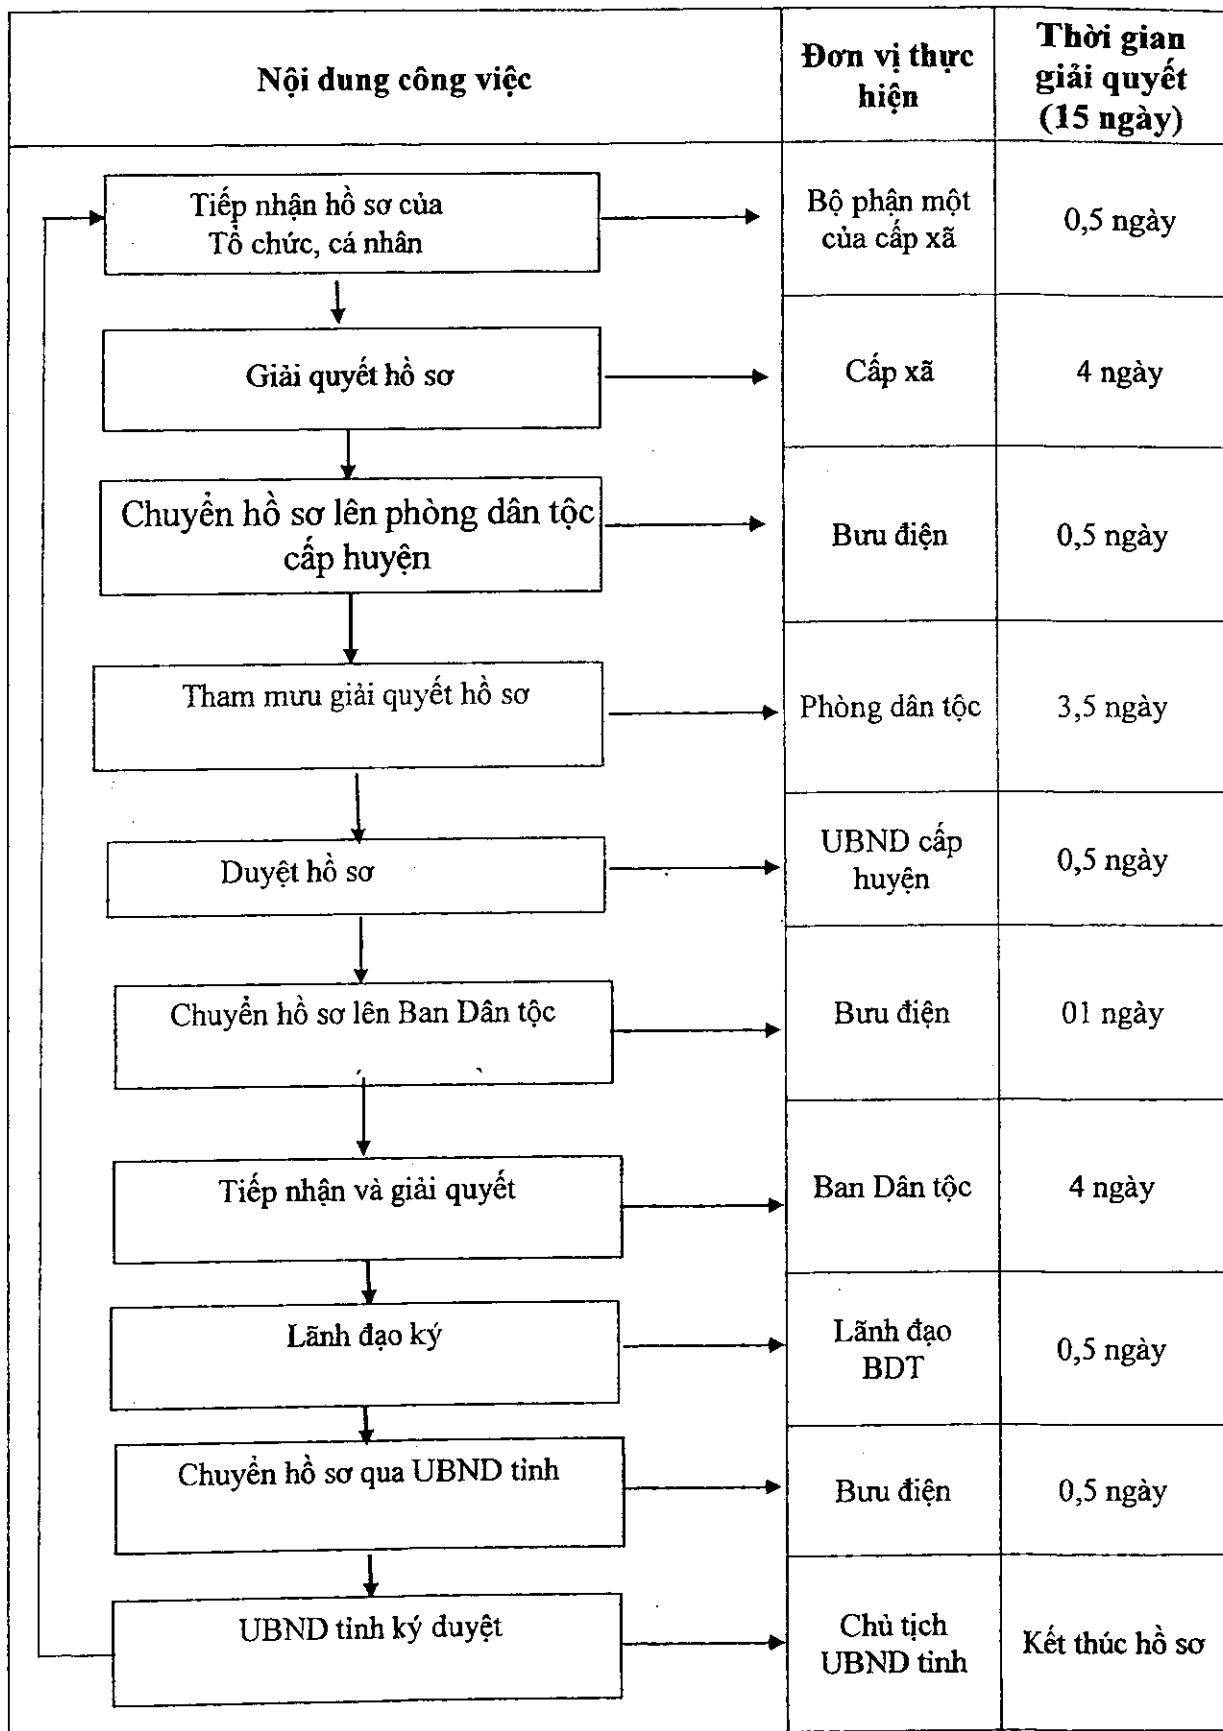 Nội dung công việc
Đơn vị thực
hiện
Thời gian
giải quyết
(15 ngày)
Tiếp nhận hồ sơ của
Tổ chức, cá nhân
Bộ phận một
của cấp xã
0,5 ngày
Giải quyết hồ sơ
Cấp xã
4 ngày
Chuyển hồ sơ lên phòng dân tộc
cấp huyện
Bưu điện
0,5 ngày
Tham mưu giải quyết hồ sơ
Phòng dân tộc
3,5 ngày
Duyệt hồ sơ
UBND cấp
huyện
0,5 ngày
Chuyển hồ sơ lên Ban Dân tộc
Bưu điện
01 ngày
Tiếp nhận và giải quyết
Ban Dân tộc
4 ngày
Lãnh đạo ký
Lãnh đạo
BDT
0,5 ngày
Chuyển hồ sơ qua UBND tỉnh
Bưu điện
0,5 ngày
UBND tỉnh ký duyệt
Chủ tịch
UBND tỉnh
Kết thúc hồ sơ